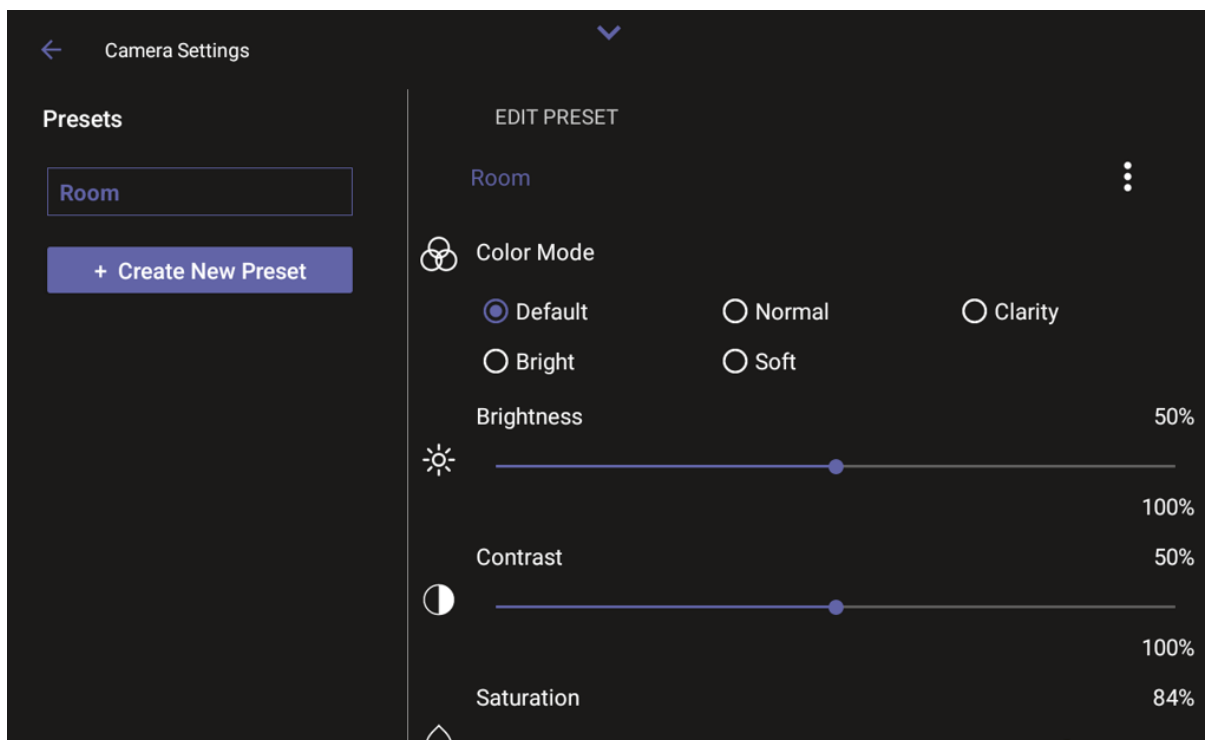 Camera Settings
Presets
Room
+ Create New Preset
EDIT PRESET
Room
Color Mode
Default Normal Clarity
Bright Soft
Brightness 50%
100%
Contrast 50%
100%
Saturation 84%